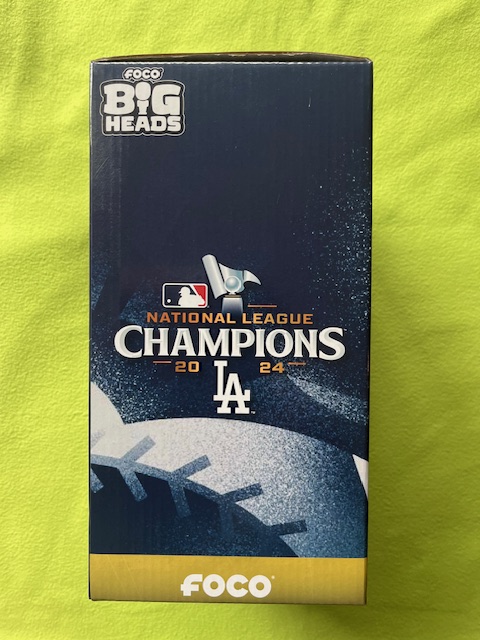 FOCO
BIG
HEADS
NATIONAL LEAGUE
CHAMPIONS
20 24
LA
FOCO